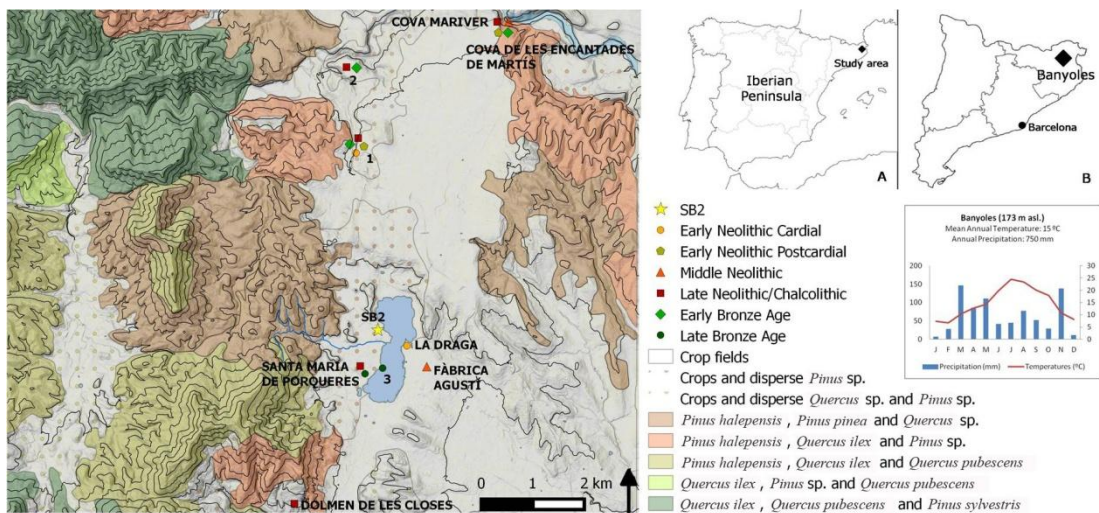 COVA MARIVER
COVA DE LES ENCANTADES
DE MARTÍS
2
1
SB2
LA DRAGA
SANTA MARIA
DE PORQUERES
3
FÀBRICA
AGUSTÍ
DOLMEN DE LES CLOSES
0 1 2 km
Iberian
Peninsula
Study area
A
Banyoles
Barcelona
B
SB2
Early Neolithic Cardial
Early Neolithic Postcardial
Middle Neolithic
Late Neolithic/Chalcolithic
Early Bronze Age
Late Bronze Age
Crop fields
Crops and disperse Pinus sp.
Crops and disperse Quercus sp. and Pinus sp.
Pinus halepensis , Pinus pinea and Quercus sp.
Pinus halepensis , Quercus ilex and Pinus sp.
Pinus halepensis , Quercus ilex and Quercus pubescens
Quercus ilex , Pinus sp. and Quercus pubescens
Quercus ilex , Quercus pubescens and Pinus sylvestris
Banyoles (173 m asl.)
Mean Annual Temperature: 15 ºC
Annual Precipitation: 750 mm
200
150
100
50
0
30
25
20
15
10
5
0
J F M A M J J A S O N D
Precipitation (mm) Temperatures (ºC)